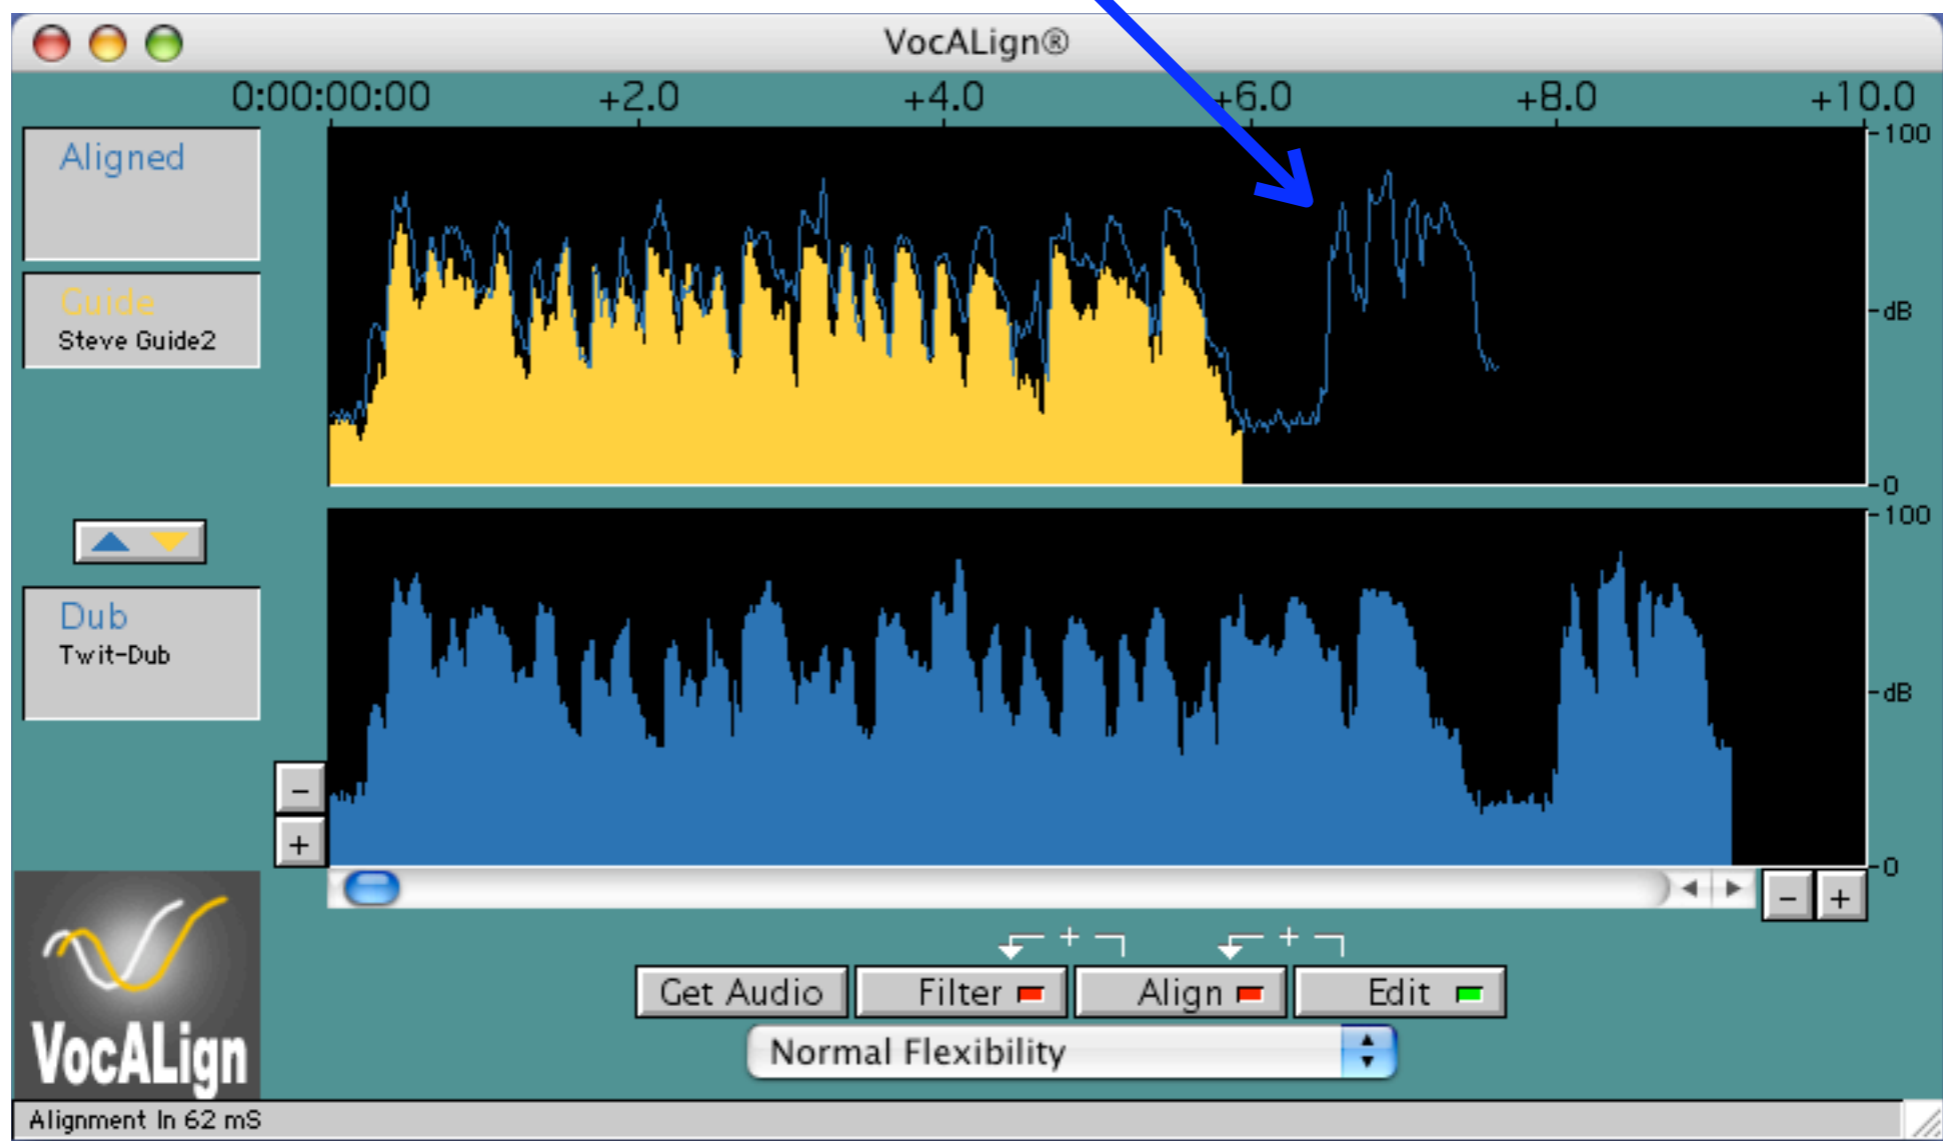 VocALign®
0:00:00:00 +2.0 +4.0 +6.0 +8.0 +10.0
Aligned
100
Guide
Steve Guide2
dB
0
100
Dub
Twit-Dub
dB
-
+
0
- +
+ +
Get Audio Filter Align Edit
VocALign
Normal Flexibility
Alignment In 62 mS